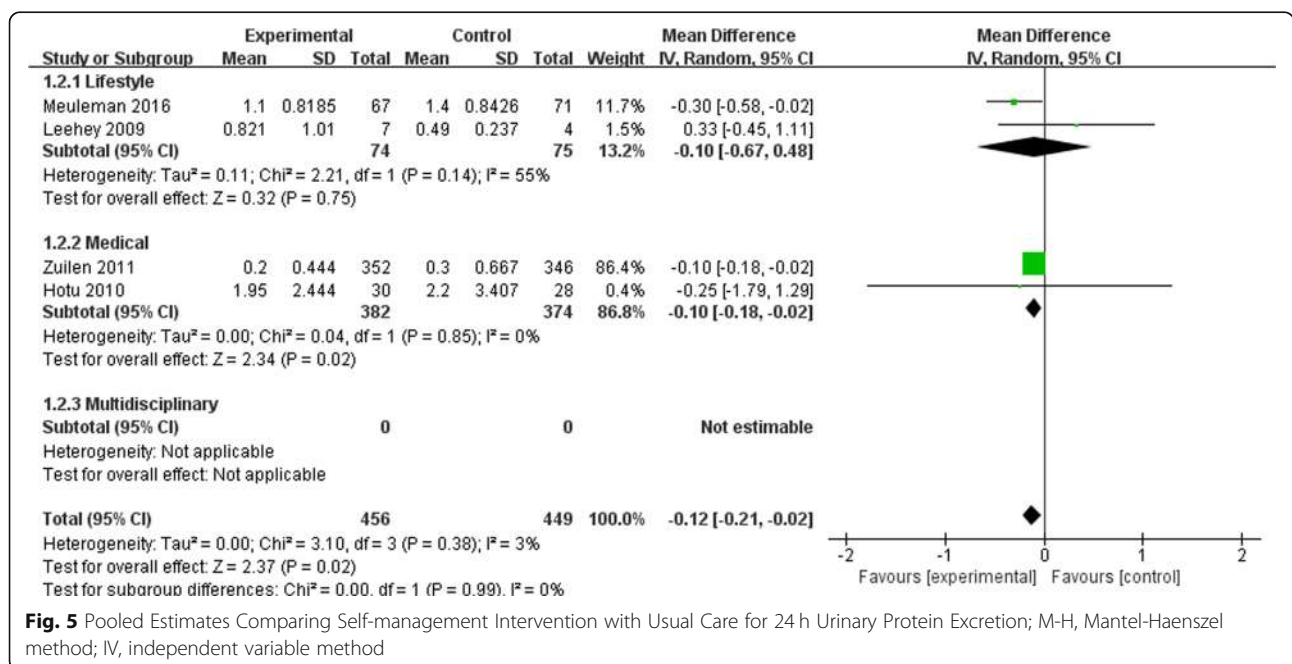 Experimental Control Mean Difference Mean Difference
Study or Subgroup Mean SD Total Mean SD Total Weight IV, Random, 95% CI IV, Random, 95% CI
1.2.1 Lifestyle
Meuleman 2016 1.1 0.8185 67 1.4 0.8426 71 11.7% -0.30 [-0.58, -0.02]
Leehey 2009 0.821 1.01 7 0.49 0.237 4 1.5% 0.33 [-0.45, 1.11]
Subtotal (95% CI) 74 75 13.2% -0.10 [-0.67, 0.48]
Heterogeneity: Tau² = 0.11; Chi² = 2.21, df = 1 (P = 0.14); I² = 55%
Test for overall effect: Z = 0.32 (P = 0.75)
1.2.2 Medical
Zuilen 2011 0.2 0.444 352 0.3 0.667 346 86.4% -0.10 [-0.18, -0.02]
Hotu 2010 1.95 2.444 30 2.2 3.407 28 0.4% -0.25 [-1.79, 1.29]
Subtotal (95% CI) 382 374 86.8% -0.10 [-0.18, -0.02]
Heterogeneity: Tau² = 0.00; Chi² = 0.04, df = 1 (P = 0.85); I² = 0%
Test for overall effect: Z = 2.34 (P = 0.02)
1.2.3 Multidisciplinary
Subtotal (95% CI) 0 0 Not estimable
Heterogeneity: Not applicable
Test for overall effect: Not applicable
Total (95% CI) 456 449 100.0% -0.12 [-0.21, -0.02]
Heterogeneity: Tau² = 0.00; Chi² = 3.10, df = 3 (P = 0.38); I² = 3%
Test for overall effect: Z = 2.37 (P = 0.02)
Test for subgroup differences: Chi² = 0.00, df = 1 (P = 0.99), I² = 0%
-2 -1 0 1 2
Favours [experimental] Favours [control]
Fig. 5 Pooled Estimates Comparing Self-management Intervention with Usual Care for 24 h Urinary Protein Excretion; M-H, Mantel-Haenszel
method; IV, independent variable method